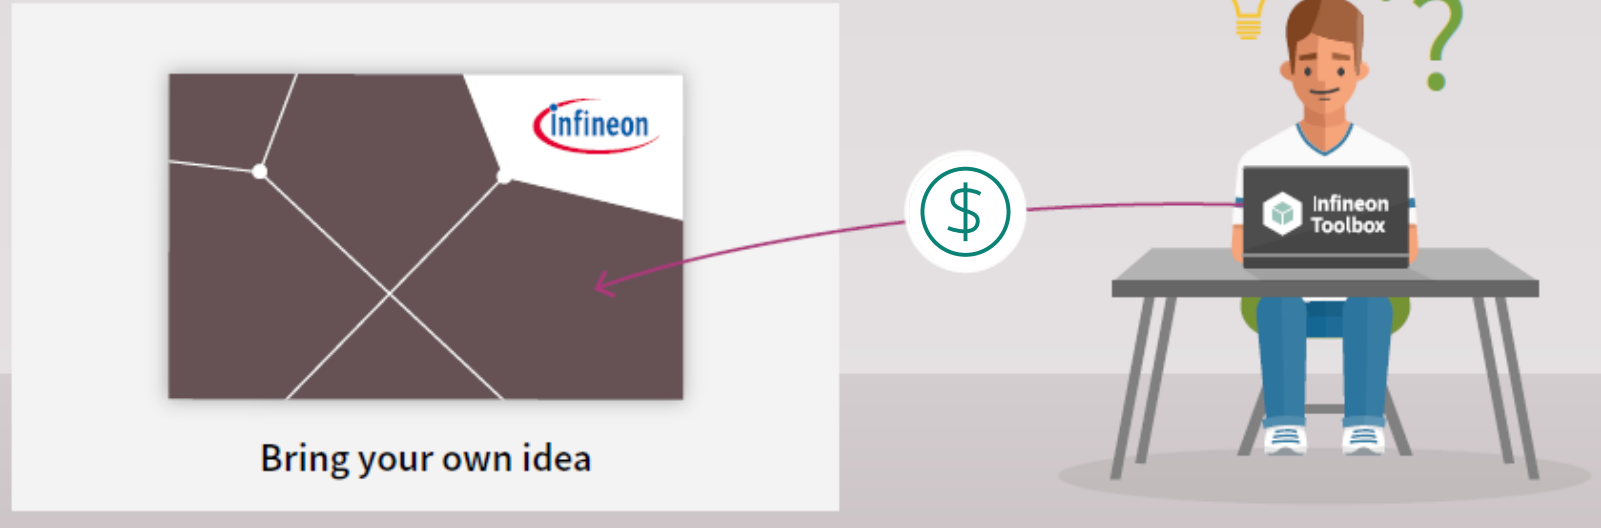 infineon
Bring your own idea
$
?
Infineon
Toolbox